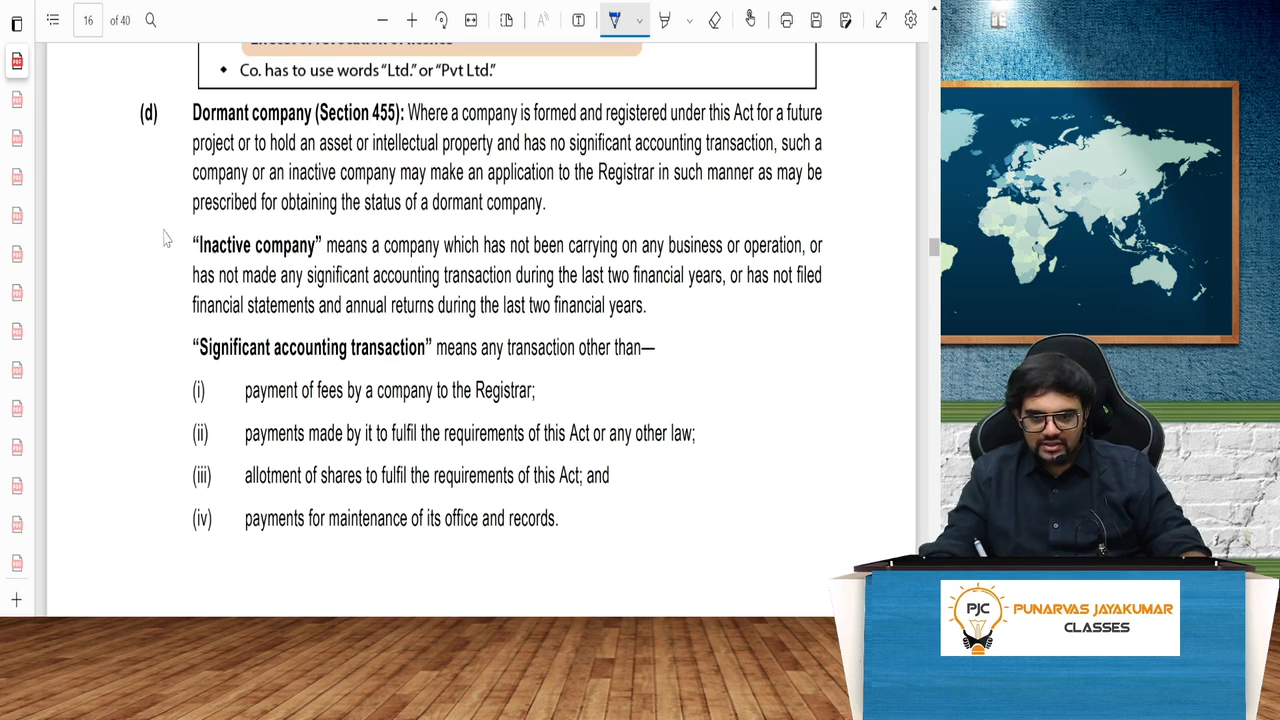 16 of 40
• Co. has to use words “Ltd.” or “Pvt Ltd.”
(d) Dormant company (Section 455): Where a company is formed and registered under this Act for a future
project or to hold an asset or intellectual property and has no significant accounting transaction, such a
company or an inactive company may make an application to the Registrar in such manner as may be
prescribed for obtaining the status of a dormant company.
“Inactive company” means a company which has not been carrying on any business or operation, or
has not made any significant accounting transaction during the last two financial years, or has not filed
financial statements and annual returns during the last two financial years.
“Significant accounting transaction” means any transaction other than—
(i) payment of fees by a company to the Registrar;
(ii) payments made by it to fulfil the requirements of this Act or any other law;
(iii) allotment of shares to fulfil the requirements of this Act; and
(iv) payments for maintenance of its office and records.
PJC PUNARVAS JAYAKUMAR
CLASSES